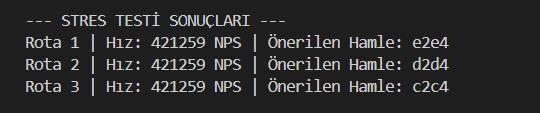 --- STRES TESTİ SONUÇLARI ---
Rota 1 | Hız: 421259 NPS | Önerilen Hamle: e2e4
Rota 2 | Hız: 421259 NPS | Önerilen Hamle: d2d4
Rota 3 | Hız: 421259 NPS | Önerilen Hamle: c2c4